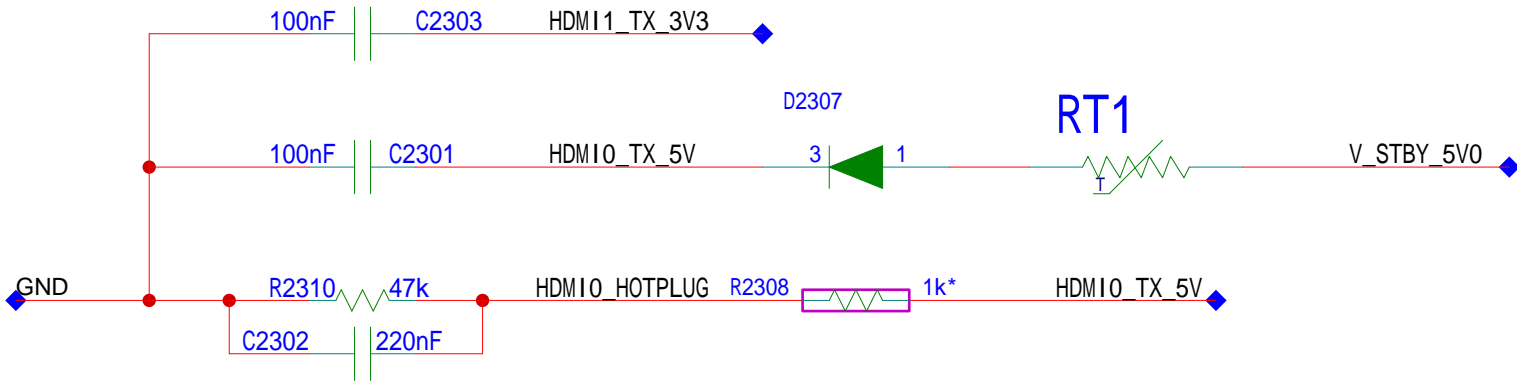 100nF C2303 HDMI1_TX_3V3
D2307
RT1
100nF C2301 HDMI0_TX_5V 3 1 V_STBY_5V0
T
GND R2310 47k HDMI0_HOTPLUG R2308 1k* HDMI0_TX_5V
C2302 220nF